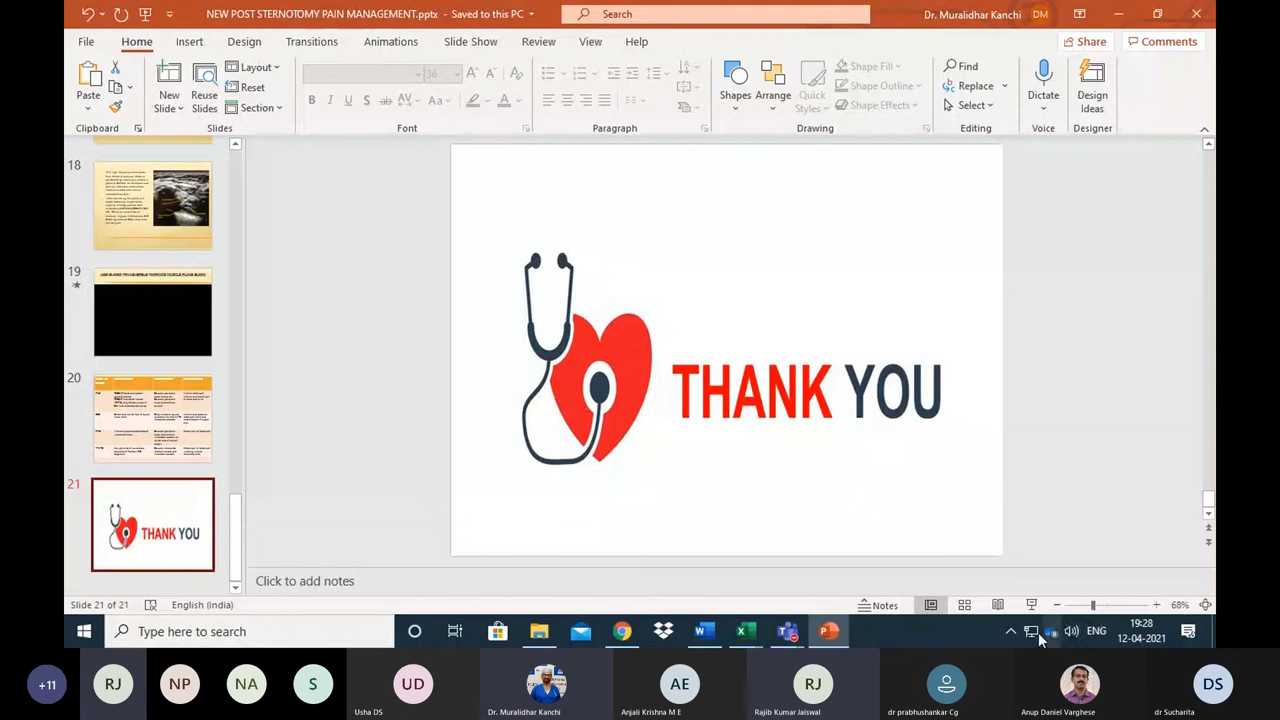 NEW POST STERNOTOMY PAIN MANAGEMENT.pptx - Saved to this PC
Search
Dr. Muralidhar Kanchi DM
File Home Insert Design Transitions Animations Slide Show Review View Help Share Comments
Paste
New Slide
Reuse Slides
Layout
Reset
Section
36
Shapes
Arrange
Quick Styles
Shape Fill
Shape Outline
Shape Effects
Find
Replace
Select
Dictate
Design Ideas
Clipboard Slides Font Paragraph Drawing Editing Voice Designer
18
19
20
21
THANK YOU
THANK YOU
Click to add notes
Slide 21 of 21 English (India) Notes 68%
Type here to search
ENG
19:28
12-04-2021
+11 RJ NP NA S UD AE RJ DS
Usha DS
Dr. Muralidhar Kanchi
Anjali Krishna M E
Rajib Kumar Jaiswal
dr prabhushankar Cg
Anup Daniel Varghese
dr Sucharita